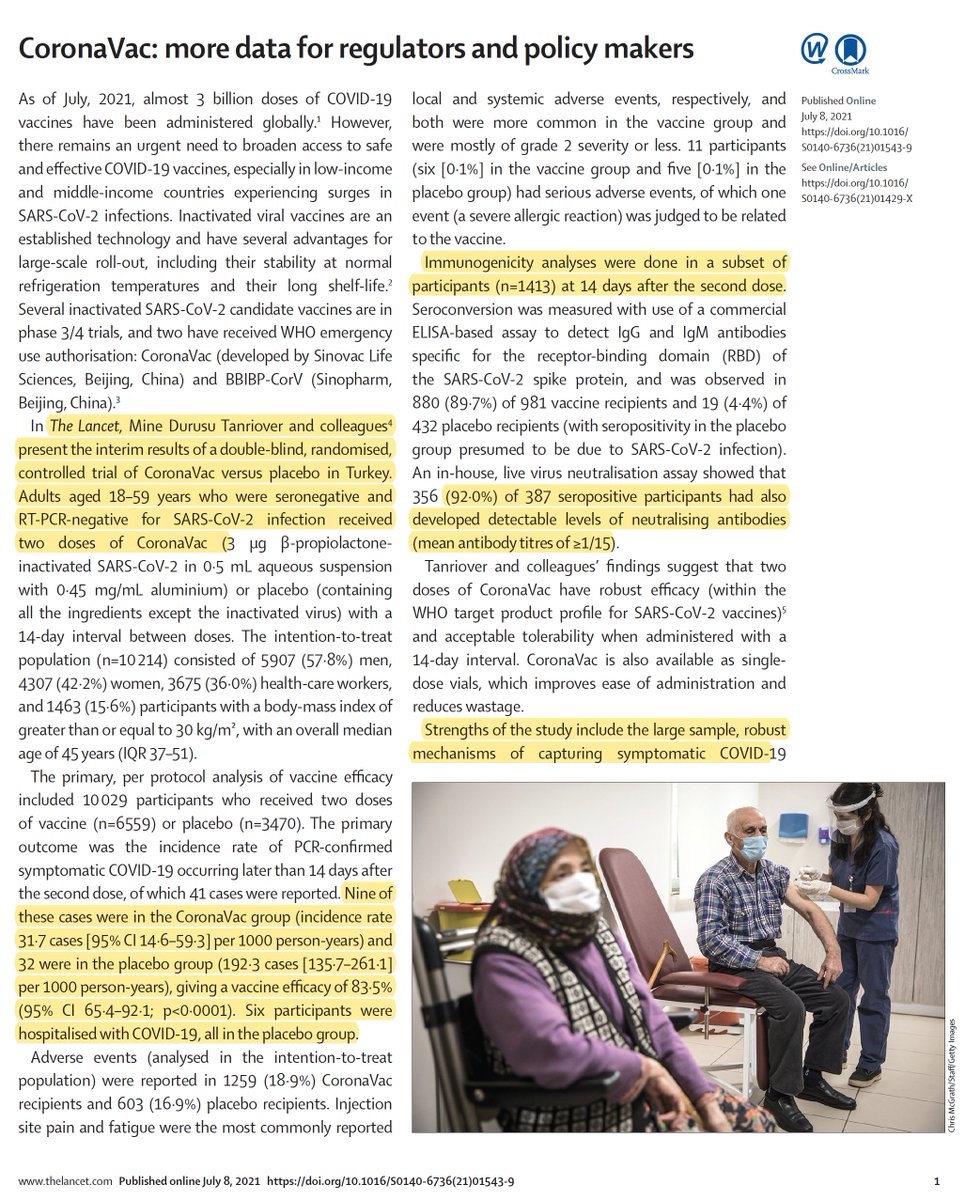 CoronaVac: more data for regulators and policy makers
As of July, 2021, almost 3 billion doses of COVID-19
vaccines have been administered globally.¹ However,
there remains an urgent need to broaden access to safe
and effective COVID-19 vaccines, especially in low-income
and middle-income countries experiencing surges in
SARS-CoV-2 infections. Inactivated viral vaccines are an
established technology and have several advantages for
large-scale roll-out, including their stability at normal
refrigeration temperatures and their long shelf-life.²
Several inactivated SARS-CoV-2 candidate vaccines are in
phase 3/4 trials, and two have received WHO emergency
use authorisation: CoronaVac (developed by Sinovac Life
Sciences, Beijing, China) and BBIBP-CorV (Sinopharm,
Beijing, China).³
In The Lancet, Mine Durusu Tanriover and colleagues⁴
present the interim results of a double-blind, randomised,
controlled trial of CoronaVac versus placebo in Turkey.
Adults aged 18–59 years who were seronegative and
RT-PCR-negative for SARS-CoV-2 infection received
two doses of CoronaVac (3 μg β-propiolactone-
inactivated SARS-CoV-2 in 0·5 mL aqueous suspension
with 0·45 mg/mL aluminium) or placebo (containing
all the ingredients except the inactivated virus) with a
14-day interval between doses. The intention-to-treat
population (n=10 214) consisted of 5907 (57·8%) men,
4307 (42·2%) women, 3675 (36·0%) health-care workers,
and 1463 (15·6%) participants with a body-mass index of
greater than or equal to 30 kg/m², with an overall median
age of 45 years (IQR 37–51).
The primary, per protocol analysis of vaccine efficacy
included 10 029 participants who received two doses
of vaccine (n=6559) or placebo (n=3470). The primary
outcome was the incidence rate of PCR-confirmed
symptomatic COVID-19 occurring later than 14 days after
the second dose, of which 41 cases were reported. Nine of
these cases were in the CoronaVac group (incidence rate
31·7 cases [95% CI 14·6–59·3] per 1000 person-years) and
32 were in the placebo group (192·3 cases [135·7–261·1]
per 1000 person-years), giving a vaccine efficacy of 83·5%
(95% CI 65·4–92·1; p<0·0001). Six participants were
hospitalised with COVID-19, all in the placebo group.
Adverse events (analysed in the intention-to-treat
population) were reported in 1259 (18·9%) CoronaVac
recipients and 603 (16·9%) placebo recipients. Injection
site pain and fatigue were the most commonly reported
local and systemic adverse events, respectively, and
both were more common in the vaccine group and
were mostly of grade 2 severity or less. 11 participants
(six [0·1%] in the vaccine group and five [0·1%] in the
placebo group) had serious adverse events, of which one
event (a severe allergic reaction) was judged to be related
to the vaccine.
Immunogenicity analyses were done in a subset of
participants (n=1413) at 14 days after the second dose.
Seroconversion was measured with use of a commercial
ELISA-based assay to detect IgG and IgM antibodies
specific for the receptor-binding domain (RBD) of
the SARS-CoV-2 spike protein, and was observed in
880 (89·7%) of 981 vaccine recipients and 19 (4·4%) of
432 placebo recipients (with seropositivity in the placebo
group presumed to be due to SARS-CoV-2 infection).
An in-house, live virus neutralisation assay showed that
356 (92·0%) of 387 seropositive participants had also
developed detectable levels of neutralising antibodies
(mean antibody titres of ≥1/15).
Tanriover and colleagues’ findings suggest that two
doses of CoronaVac have robust efficacy (within the
WHO target product profile for SARS-CoV-2 vaccines)⁵
and acceptable tolerability when administered with a
14-day interval. CoronaVac is also available as single-
dose vials, which improves ease of administration and
reduces wastage.
Strengths of the study include the large sample, robust
mechanisms of capturing symptomatic COVID-19
W
CrossMark
Published Online
July 8, 2021
https://doi.org/10.1016/
S0140-6736(21)01543-9
See Online/Articles
https://doi.org/10.1016/
S0140-6736(21)01429-X
Chris McGrath/Staff/Getty Images
www.thelancet.com Published online July 8, 2021 https://doi.org/10.1016/S0140-6736(21)01543-9
1